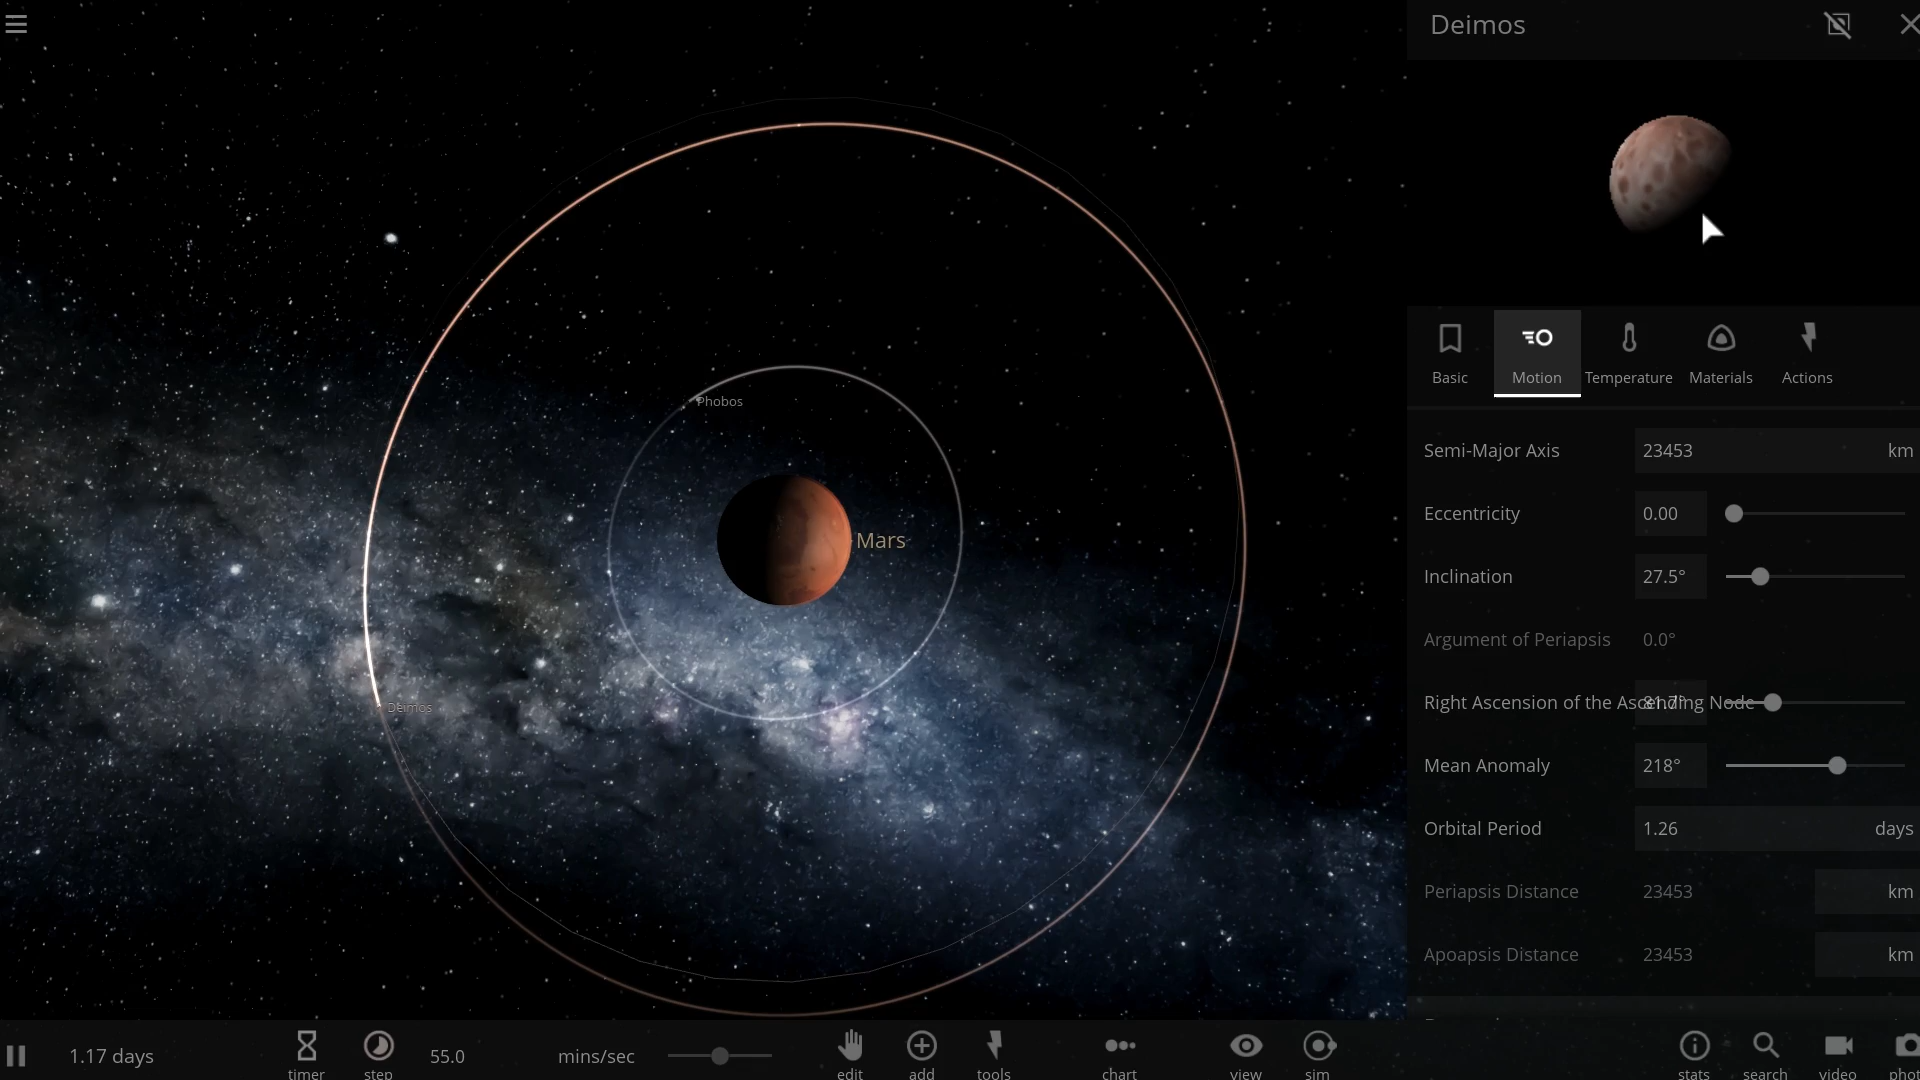 Deimos
Phobos
Mars
Deimos
Basic
Motion
Temperature
Materials
Actions
Semi-Major Axis 23453 km
Eccentricity 0.00
Inclination 27.5°
Argument of Periapsis 0.0°
Right Ascension of the Ascending Node 81.7°
Mean Anomaly 218°
Orbital Period 1.26 days
Periapsis Distance 23453 km
Apoapsis Distance 23453 km
1.17 days
timer
step
55.0 mins/sec
edit
add
tools
chart
view
sim
stats
search
video
phot